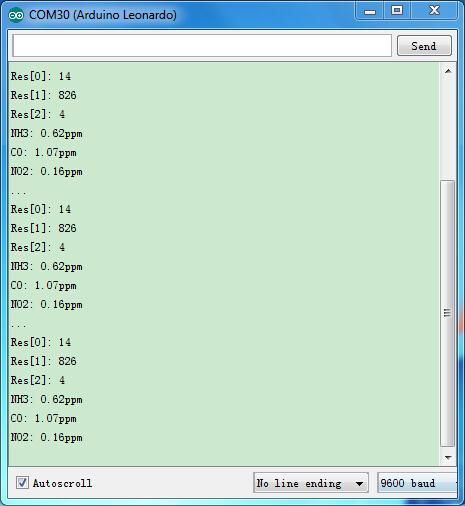 COM30 (Arduino Leonardo)
Send
Res[0]: 14
Res[1]: 826
Res[2]: 4
NH3: 0.62ppm
CO: 1.07ppm
NO2: 0.16ppm
...
Res[0]: 14
Res[1]: 826
Res[2]: 4
NH3: 0.62ppm
CO: 1.07ppm
NO2: 0.16ppm
...
Res[0]: 14
Res[1]: 826
Res[2]: 4
NH3: 0.62ppm
CO: 1.07ppm
NO2: 0.16ppm
Autoscroll
No line ending
9600 baud